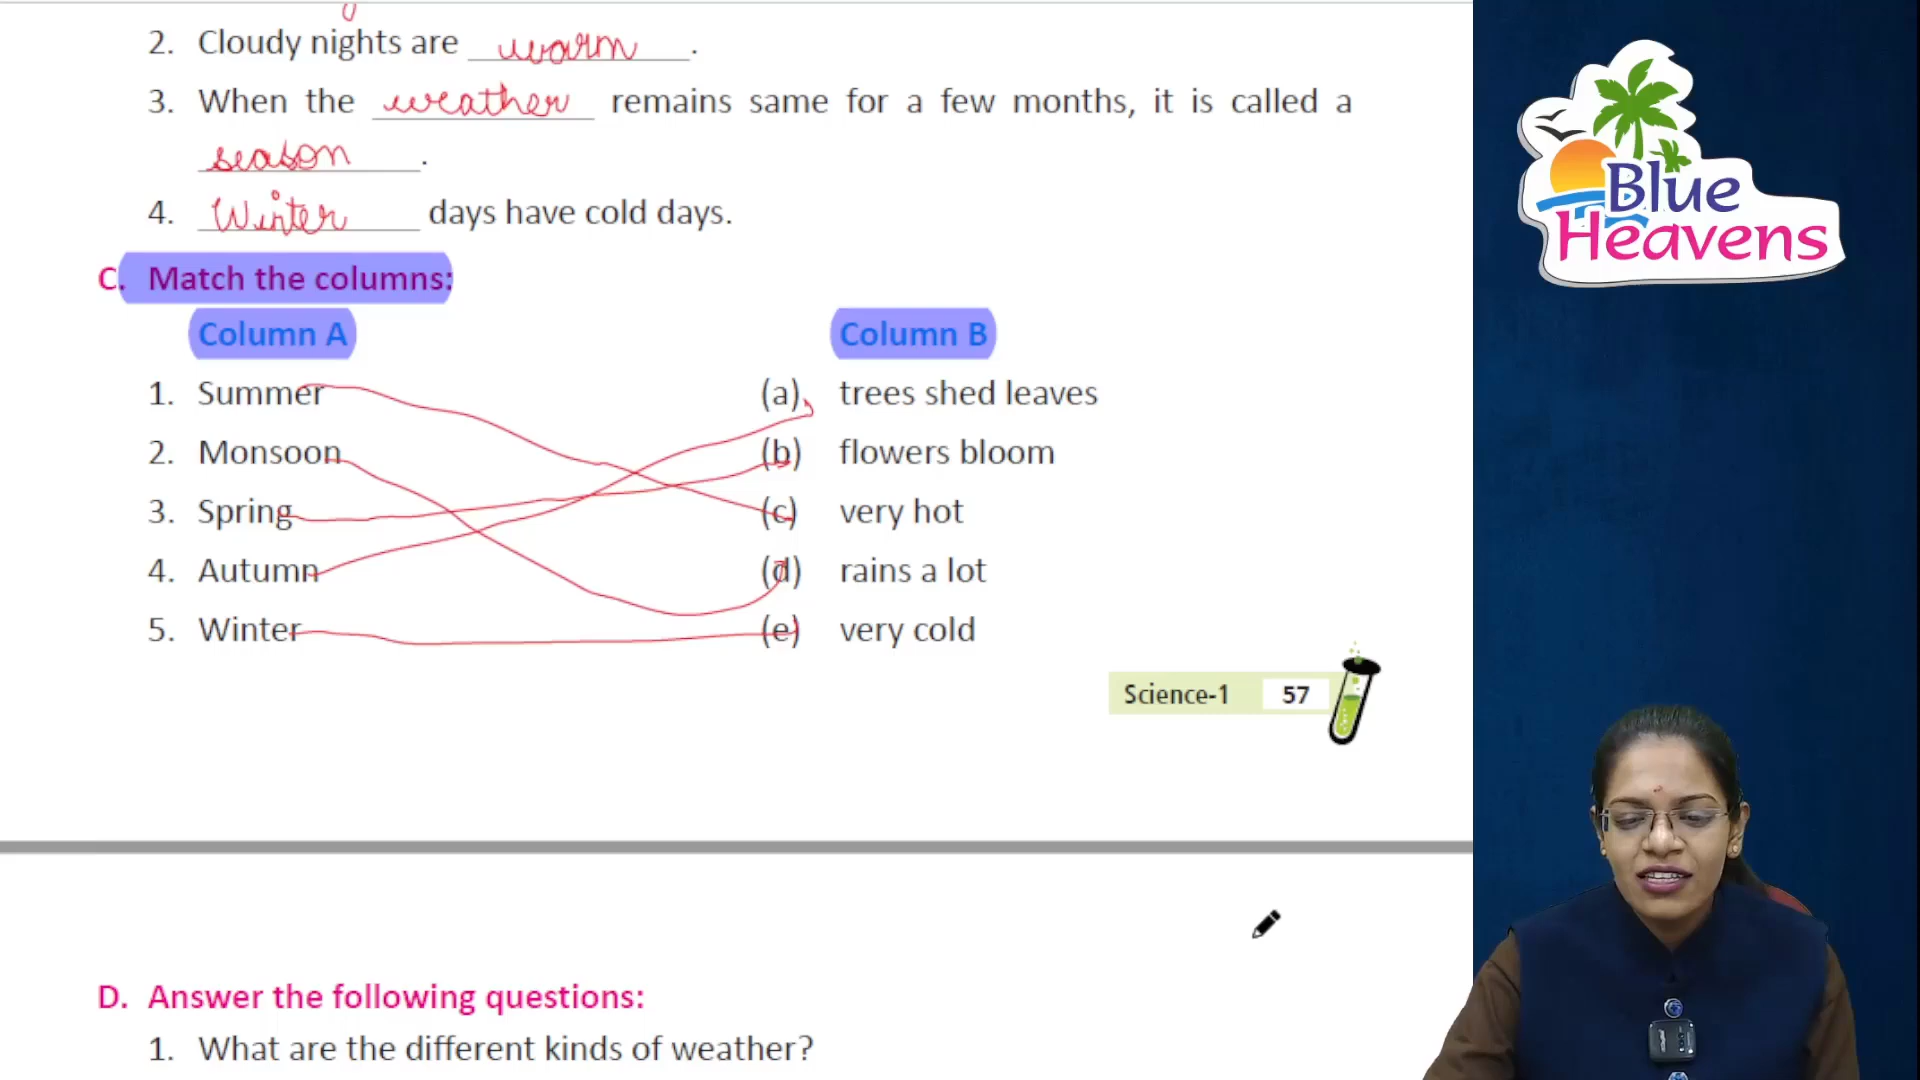 2. Cloudy nights are warm.
3. When the weather remains same for a few months, it is called a
season.
4. Winter days have cold days.
C. Match the columns:
Column A Column B
1. Summer (a) trees shed leaves
2. Monsoon (b) flowers bloom
3. Spring (c) very hot
4. Autumn (d) rains a lot
5. Winter (e) very cold
Science-1 57
D. Answer the following questions:
1. What are the different kinds of weather?
Blue
Heavens